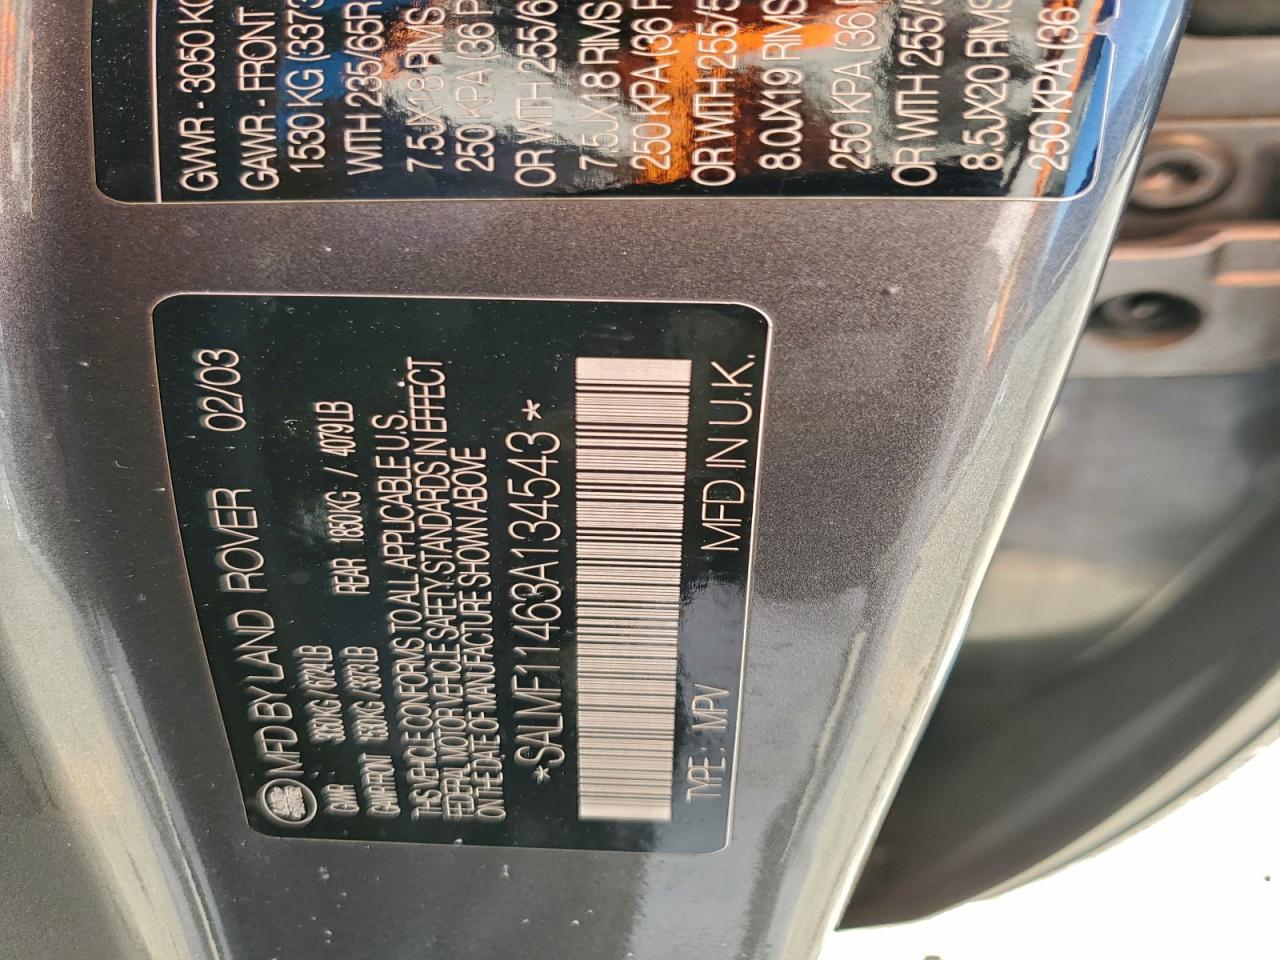 MFD BY LAND ROVER 02/03
GVWR 3050KG /6724LB
GAWR FRONT 1530KG /3373LB REAR 1850KG / 4079LB
THIS VEHICLE CONFORMS TO ALL APPLICABLE U.S.
FEDERAL MOTOR VEHICLE SAFETY STANDARDS IN EFFECT
ON THE DATE OF MANUFACTURE SHOWN ABOVE
*SALMF11463A134543*
TYPE: MPV MFD IN U.K.
GVWR - 3050 KG
GAWR - FRONT
1530 KG (3373
WITH 235/65R
7.5JX18 RIMS
250 KPA (36 P
OR WITH 255/6
7.5JX18 RIMS
250 KPA (36 P
OR WITH 255/5
8.0JX19 RIMS
250 KPA (36
OR WITH 255/
8.5JX20 RIMS
250 KPA (36